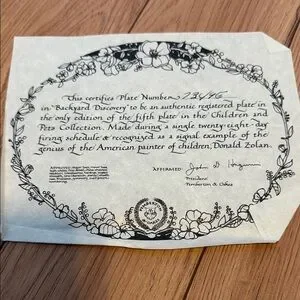 This certifies Plate Number
in "Backyard Discovery" to be an authentic registered plate in
the only edition of the fifth plate in the Children and
Pets Collection. Made during a single twenty-eight-day
firing schedule & recognized as a signal example of the
genius of the American painter of children, Donald Zolan.
AFFIRMED:
President
Pemberton & Oakes